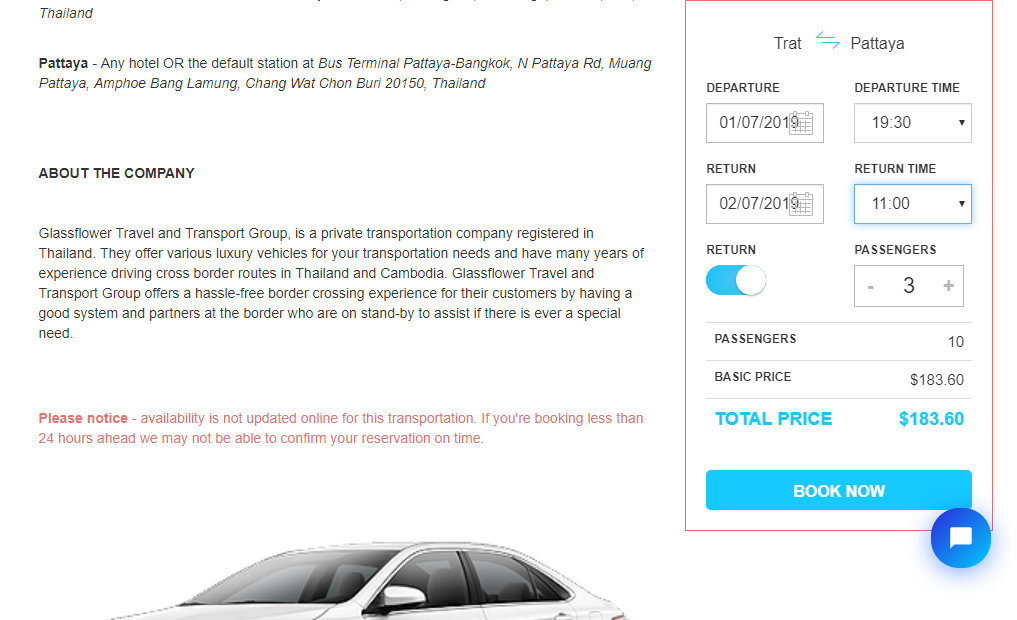 Thailand
Pattaya - Any hotel OR the default station at Bus Terminal Pattaya-Bangkok, N Pattaya Rd, Muang
Pattaya, Amphoe Bang Lamung, Chang Wat Chon Buri 20150, Thailand
ABOUT THE COMPANY
Glassflower Travel and Transport Group, is a private transportation company registered in
Thailand. They offer various luxury vehicles for your transportation needs and have many years of
experience driving cross border routes in Thailand and Cambodia. Glassflower Travel and
Transport Group offers a hassle-free border crossing experience for their customers by having a
good system and partners at the border who are on stand-by to assist if there is ever a special
need.
Please notice - availability is not updated online for this transportation. If you're booking less than
24 hours ahead we may not be able to confirm your reservation on time.
Trat Pattaya
DEPARTURE DEPARTURE TIME
01/07/2019 19:30
RETURN RETURN TIME
02/07/2019 11:00
RETURN PASSENGERS
- 3 +
PASSENGERS 10
BASIC PRICE $183.60
TOTAL PRICE $183.60
BOOK NOW